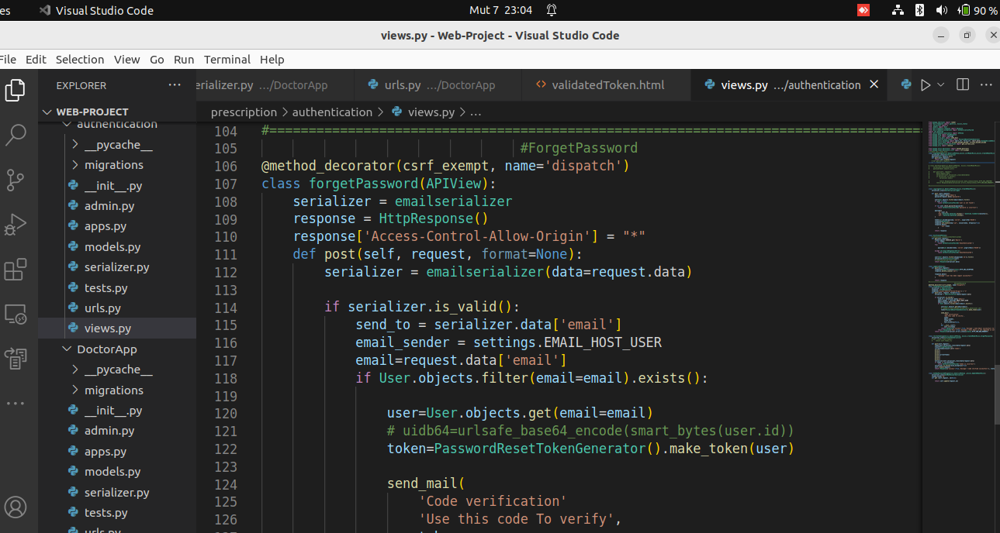 es
Visual Studio Code
Mut 7 23:04
90 %
views.py - Web-Project - Visual Studio Code
File Edit Selection View Go Run Terminal Help
EXPLORER
erializer.py .../DoctorApp
urls.py .../DoctorApp
<> validatedToken.html
views.py .../authentication
WEB-PROJECT
prescription > authentication > views.py > ...
authentication
__pycache__
migrations
__init__.py
admin.py
apps.py
models.py
serializer.py
tests.py
urls.py
views.py
DoctorApp
__pycache__
migrations
__init__.py
admin.py
apps.py
models.py
serializer.py
tests.py
urls.py
104 #===================================================================================
105 #ForgetPassword
106 @method_decorator(csrf_exempt, name='dispatch')
107 class forgetPassword(APIView):
108 serializer = emailserializer
109 response = HttpResponse()
110 response['Access-Control-Allow-Origin'] = "*"
111 def post(self, request, format=None):
112 serializer = emailserializer(data=request.data)
113
114 if serializer.is_valid():
115 send_to = serializer.data['email']
116 email_sender = settings.EMAIL_HOST_USER
117 email=request.data['email']
118 if User.objects.filter(email=email).exists():
119
120 user=User.objects.get(email=email)
121 # uidb64=urlsafe_base64_encode(smart_bytes(user.id))
122 token=PasswordResetTokenGenerator().make_token(user)
123
124 send_mail(
125 'Code verification'
126 'Use this code To verify',